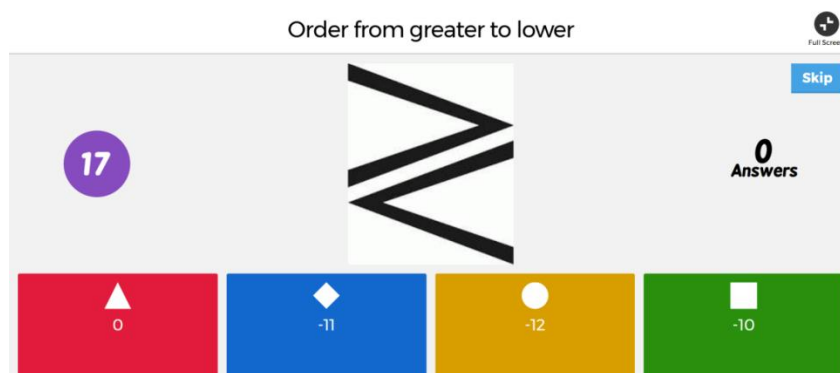 Order from greater to lower
Full Scree
Skip
17
0
Answers
0
-11
-12
-10